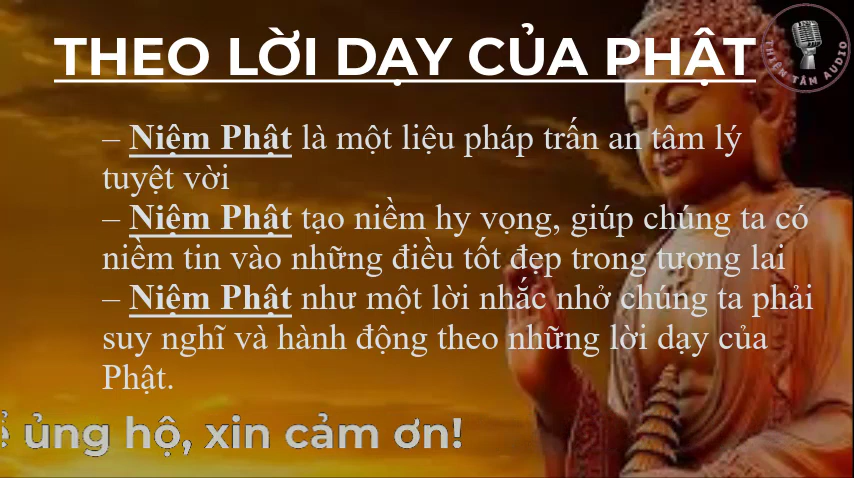 THEO LỜI DẠY CỦA PHẬT
– Niệm Phật là một liệu pháp trấn an tâm lý
tuyệt vời
– Niệm Phật tạo niềm hy vọng, giúp chúng ta có
niềm tin vào những điều tốt đẹp trong tương lai
– Niệm Phật như một lời nhắc nhở chúng ta phải
suy nghĩ và hành động theo những lời dạy của
Phật.
ủng hộ, xin cảm ơn!
THIỆN TÂM AUDIO